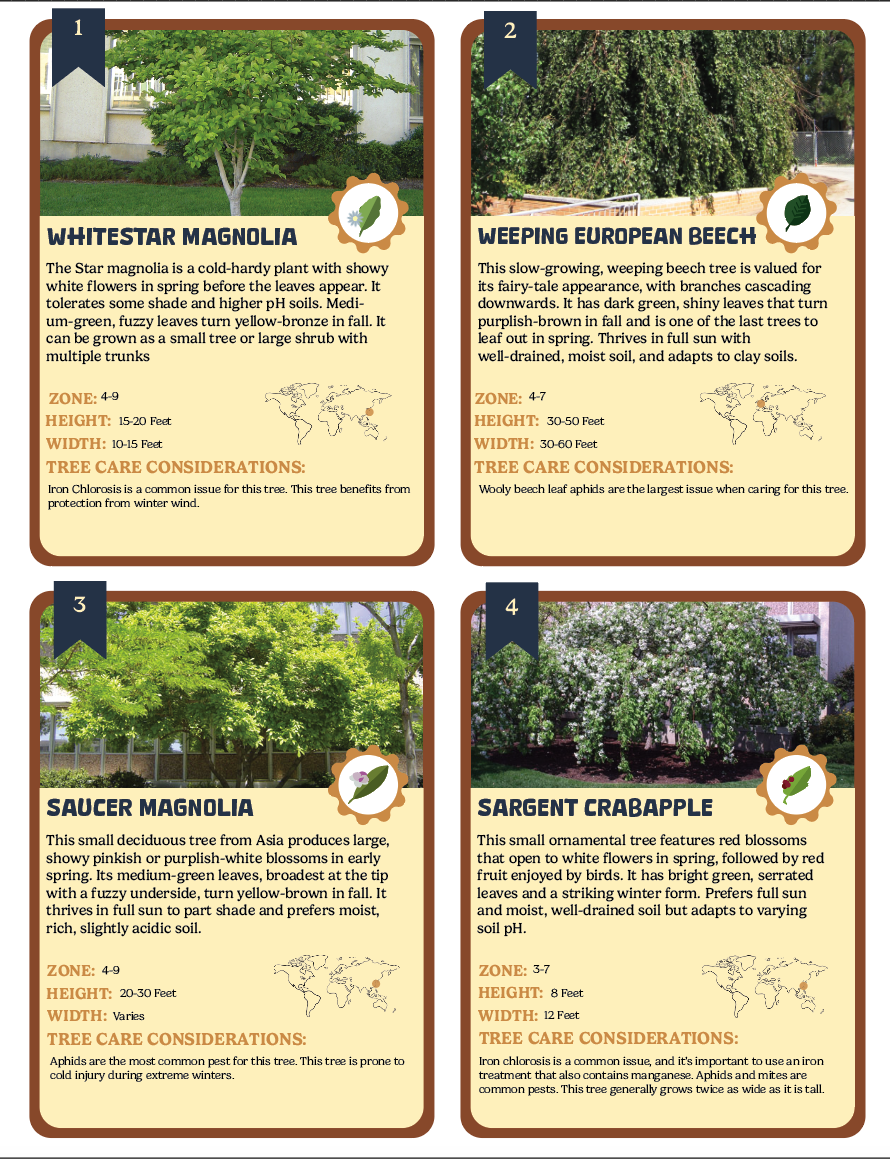 1
WHITESTAR MAGNOLIA
The Star magnolia is a cold-hardy plant with showy
white flowers in spring before the leaves appear. It
tolerates some shade and higher pH soils. Medi-
um-green, fuzzy leaves turn yellow-bronze in fall. It
can be grown as a small tree or large shrub with
multiple trunks
ZONE: 4-9
HEIGHT: 15-20 Feet
WIDTH: 10-15 Feet
TREE CARE CONSIDERATIONS:
Iron Chlorosis is a common issue for this tree. This tree benefits from
protection from winter wind.
2
WEEPING EUROPEAN BEECH
This slow-growing, weeping beech tree is valued for
its fairy-tale appearance, with branches cascading
downwards. It has dark green, shiny leaves that turn
purplish-brown in fall and is one of the last trees to
leaf out in spring. Thrives in full sun with
well-drained, moist soil, and adapts to clay soils.
ZONE: 4-7
HEIGHT: 30-50 Feet
WIDTH: 30-60 Feet
TREE CARE CONSIDERATIONS:
Wooly beech leaf aphids are the largest issue when caring for this tree.
3
SAUCER MAGNOLIA
This small deciduous tree from Asia produces large,
showy pinkish or purplish-white blossoms in early
spring. Its medium-green leaves, broadest at the tip
with a fuzzy underside, turn yellow-brown in fall. It
thrives in full sun to part shade and prefers moist,
rich, slightly acidic soil.
ZONE: 4-9
HEIGHT: 20-30 Feet
WIDTH: Varies
TREE CARE CONSIDERATIONS:
Aphids are the most common pest for this tree. This tree is prone to
cold injury during extreme winters.
4
SARGENT CRABAPPLE
This small ornamental tree features red blossoms
that open to white flowers in spring, followed by red
fruit enjoyed by birds. It has bright green, serrated
leaves and a striking winter form. Prefers full sun
and moist, well-drained soil but adapts to varying
soil pH.
ZONE: 3-7
HEIGHT: 8 Feet
WIDTH: 12 Feet
TREE CARE CONSIDERATIONS:
Iron chlorosis is a common issue, and it's important to use an iron
treatment that also contains manganese. Aphids and mites are
common pests. This tree generally grows twice as wide as it is tall.